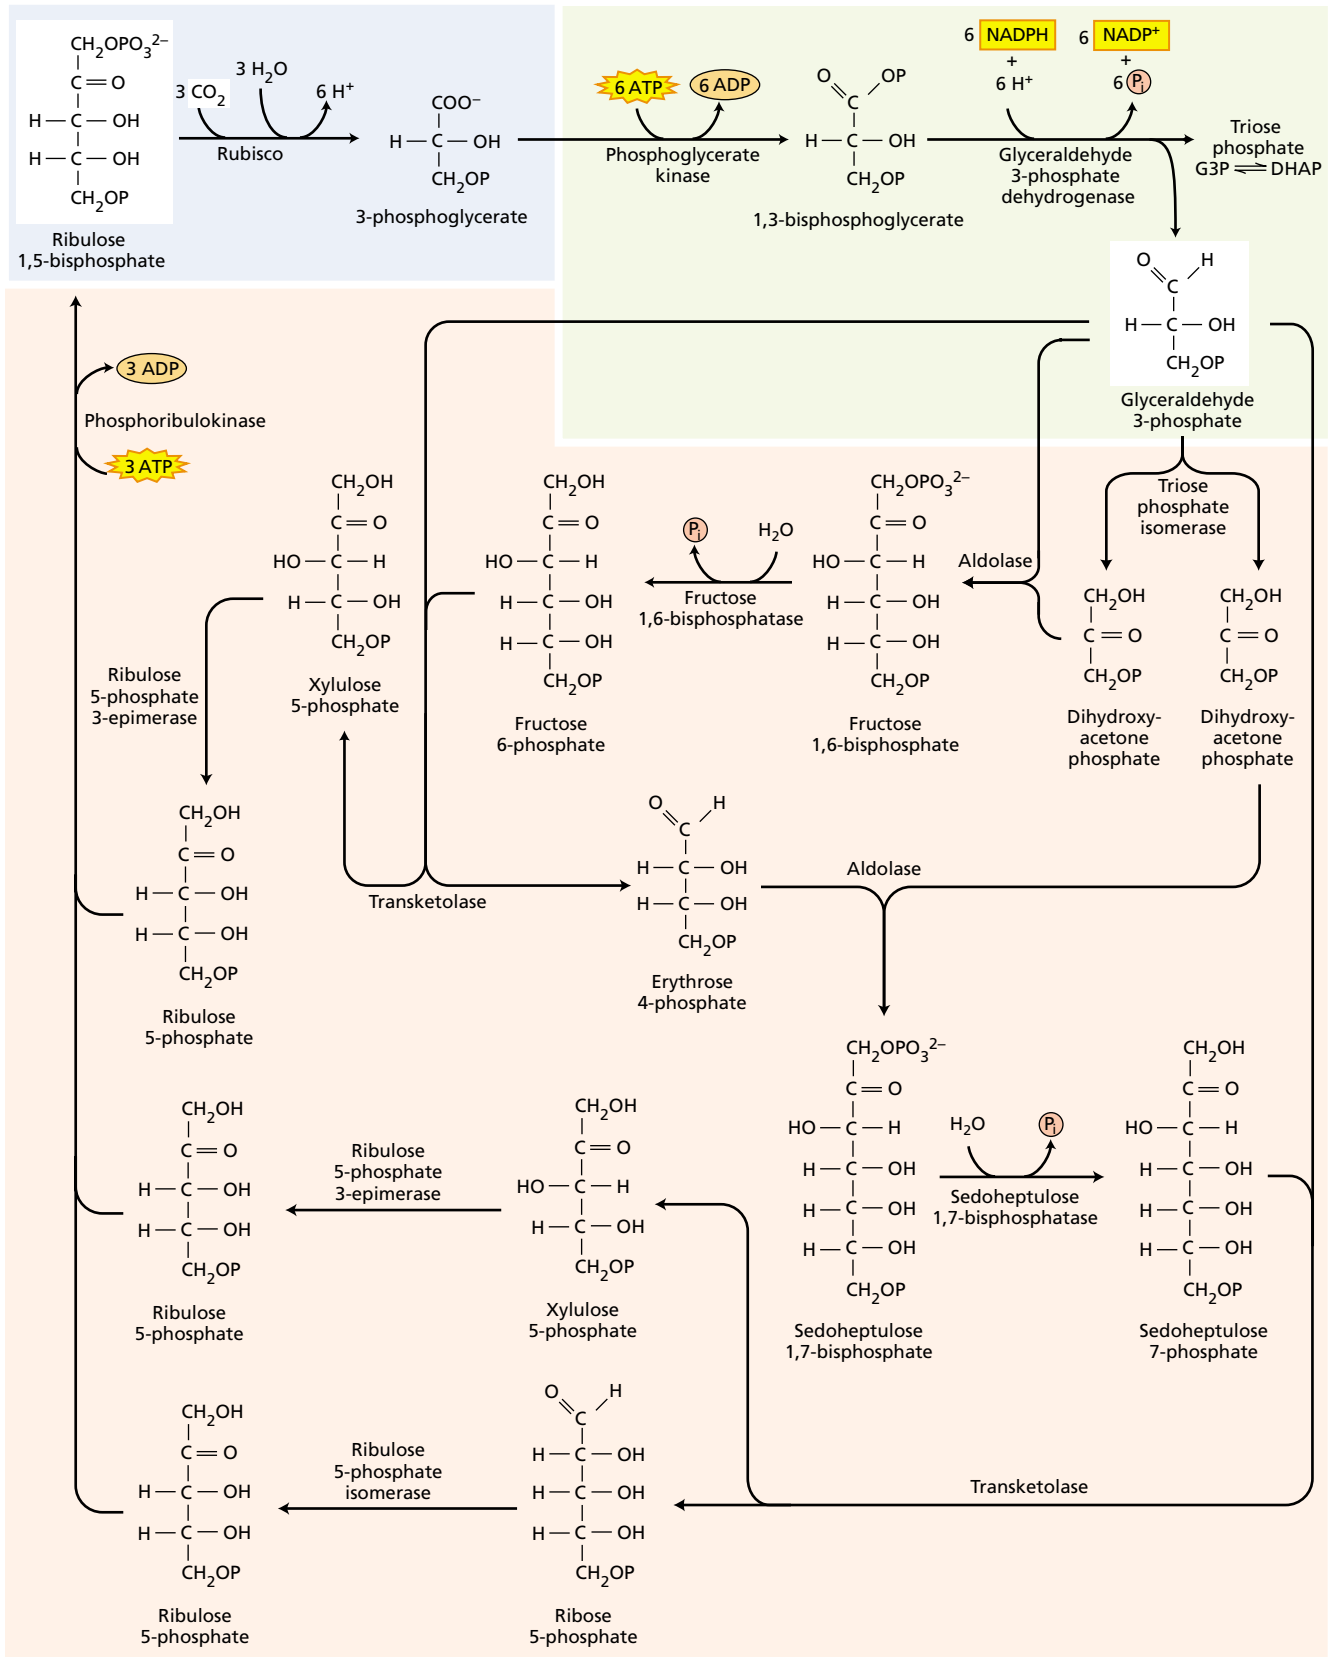 CH2OPO3 2–
C=O
H—C—OH
H—C—OH
CH2OP
Ribulose
1,5-bisphosphate
3 CO2
3 H2O
6 H+
Rubisco
COO–
H—C—OH
CH2OP
3-phosphoglycerate
6 ATP
6 ADP
Phosphoglycerate
kinase
O OP
C
H—C—OH
CH2OP
1,3-bisphosphoglycerate
6 NADPH
+
6 H+
6 NADP+
+
6 Pi
Glyceraldehyde
3-phosphate
dehydrogenase
Triose
phosphate
G3P ⇌ DHAP
O H
C
H—C—OH
CH2OP
Glyceraldehyde
3-phosphate
3 ADP
Phosphoribulokinase
3 ATP
CH2OH
C=O
HO—C—H
H—C—OH
CH2OP
Xylulose
5-phosphate
CH2OH
C=O
HO—C—H
H—C—OH
H—C—OH
CH2OP
Fructose
6-phosphate
Pi
H2O
Fructose
1,6-bisphosphatase
CH2OPO3 2–
C=O
HO—C—H
H—C—OH
H—C—OH
CH2OP
Fructose
1,6-bisphosphate
Aldolase
Triose
phosphate
isomerase
CH2OH
C=O
CH2OP
Dihydroxy-
acetone
phosphate
CH2OH
C=O
CH2OP
Dihydroxy-
acetone
phosphate
Ribulose
5-phosphate
3-epimerase
CH2OH
C=O
H—C—OH
H—C—OH
CH2OP
Ribulose
5-phosphate
Transketolase
O H
C
H—C—OH
H—C—OH
CH2OP
Erythrose
4-phosphate
Aldolase
CH2OPO3 2–
C=O
HO—C—H
H—C—OH
H—C—OH
H—C—OH
CH2OP
Sedoheptulose
1,7-bisphosphate
H2O
Pi
Sedoheptulose
1,7-bisphosphatase
CH2OH
C=O
HO—C—H
H—C—OH
H—C—OH
H—C—OH
CH2OP
Sedoheptulose
7-phosphate
CH2OH
C=O
H—C—OH
H—C—OH
CH2OP
Ribulose
5-phosphate
Ribulose
5-phosphate
3-epimerase
CH2OH
C=O
HO—C—H
H—C—OH
CH2OP
Xylulose
5-phosphate
CH2OH
C=O
H—C—OH
H—C—OH
CH2OP
Ribulose
5-phosphate
Ribulose
5-phosphate
isomerase
O H
C
H—C—OH
H—C—OH
H—C—OH
CH2OP
Ribose
5-phosphate
Transketolase